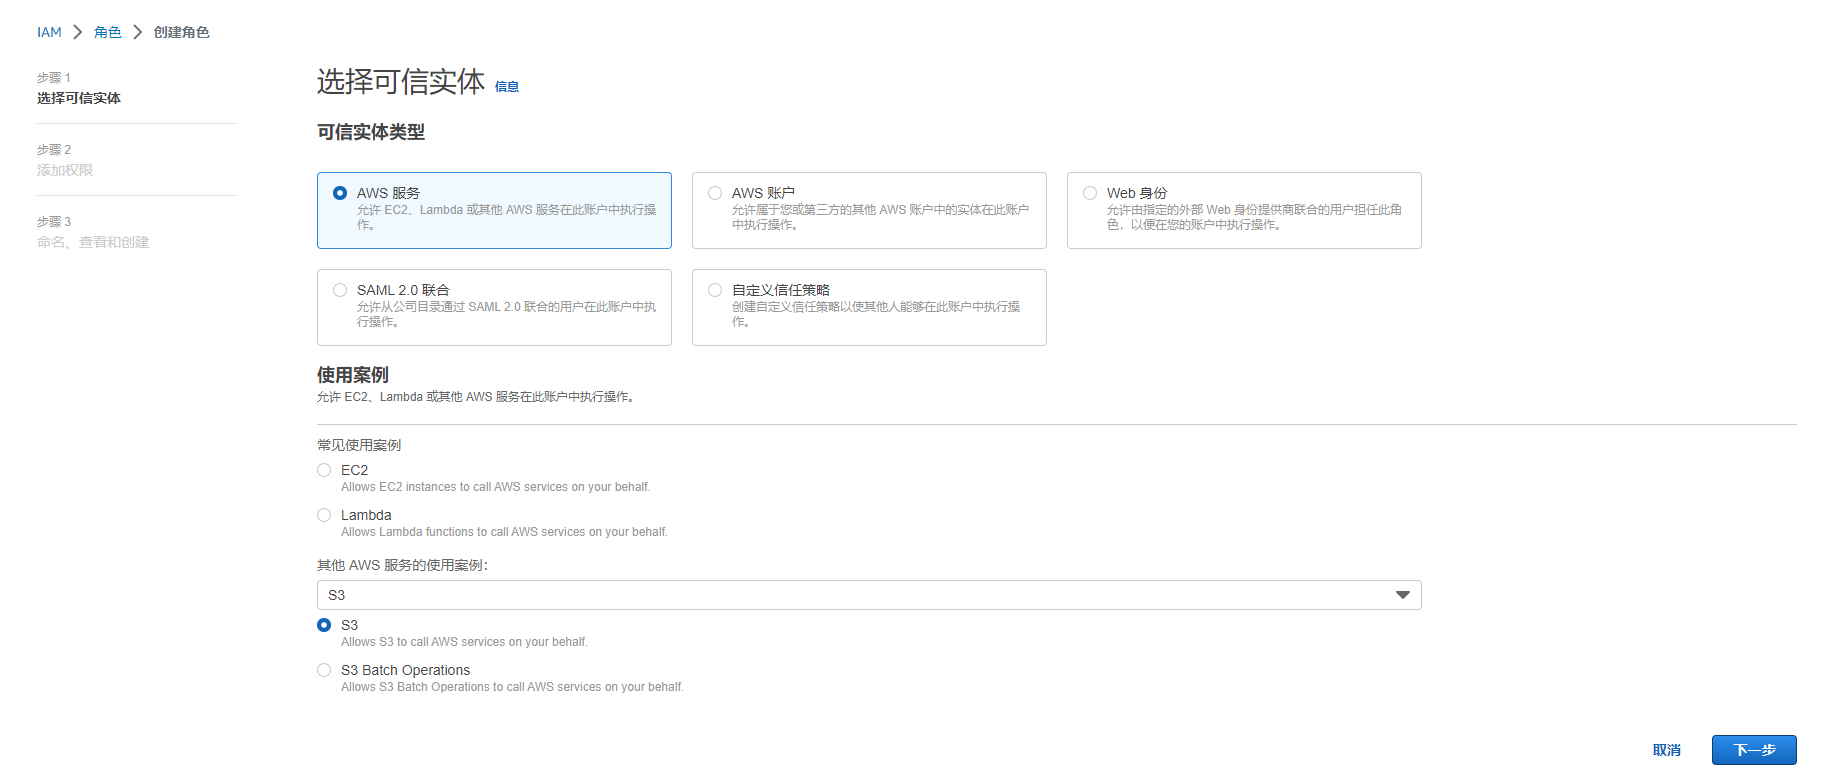 IAM > 角色 > 创建角色
步骤 1
选择可信实体
步骤 2
添加权限
步骤 3
命名、查看和创建
选择可信实体 信息
可信实体类型
AWS 服务
允许 EC2、Lambda 或其他 AWS 服务在此账户中执行操
作。
AWS 账户
允许属于您或第三方的其他 AWS 账户中的实体在此账户
中执行操作。
Web 身份
允许由指定的外部 Web 身份提供商联合的用户担任此角
色，以便在您的账户中执行操作。
SAML 2.0 联合
允许从公司目录通过 SAML 2.0 联合的用户在此账户中执
行操作。
自定义信任策略
创建自定义信任策略以使其他人能够在此账户中执行操
作。
使用案例
允许 EC2、Lambda 或其他 AWS 服务在此账户中执行操作。
常见使用案例
EC2
Allows EC2 instances to call AWS services on your behalf.
Lambda
Allows Lambda functions to call AWS services on your behalf.
其他 AWS 服务的使用案例：
S3
S3
Allows S3 to call AWS services on your behalf.
S3 Batch Operations
Allows S3 Batch Operations to call AWS services on your behalf.
取消
下一步